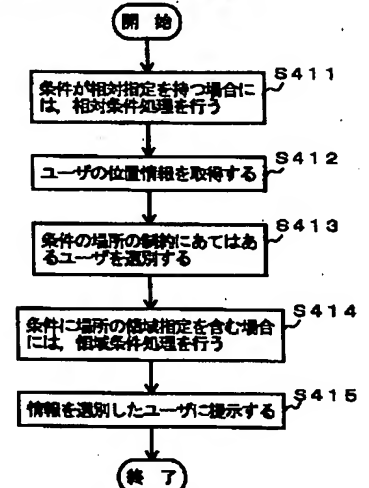 開 始
条件が相対指定を持つ場合に
は，相対条件処理を行う
S411
ユーザの位置情報を取得する
S412
条件の場所の制約にあてはあ
るユーザを選別する
S413
条件に場所の領域指定を含む場合
には，領域条件処理を行う
S414
情報を選別したユーザに提示する
S415
終 了